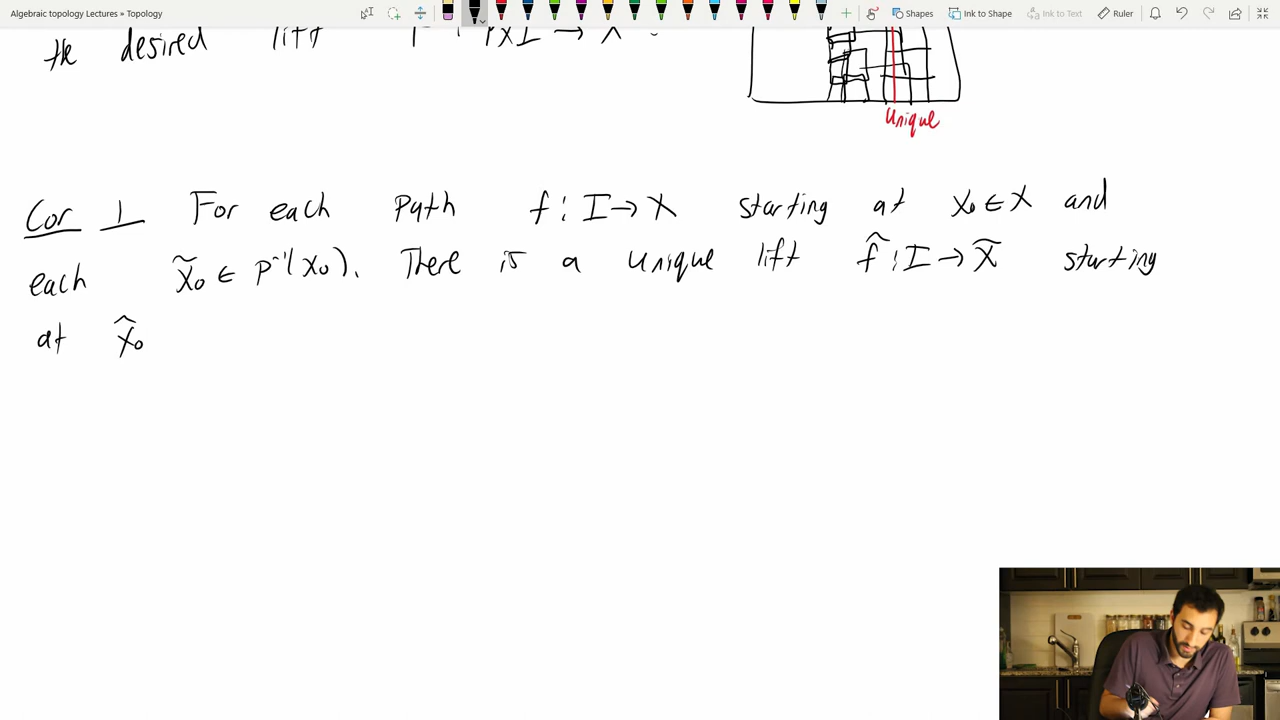 Algebraic topology Lectures » Topology
Shapes
Ink to Shape
Ink to Text
Ruler
the desired lift
Unique
Cor 1 For each Path f : I → X starting at x₀ ∈ X and
each x̃₀ ∈ p⁻¹(x₀). There is a unique lift f̃ : I → X̃ starting
at x̃₀